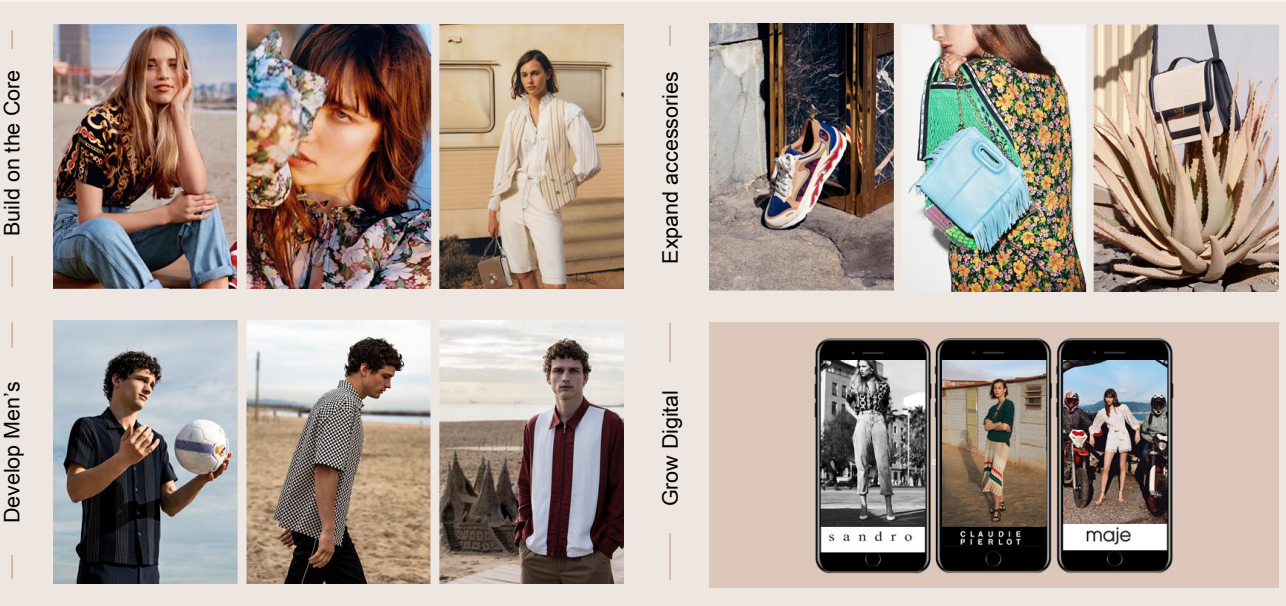 Build on the Core
Expand accessories
Develop Men's
Grow Digital
sandro
CLAUDIE
PIERLOT
maje